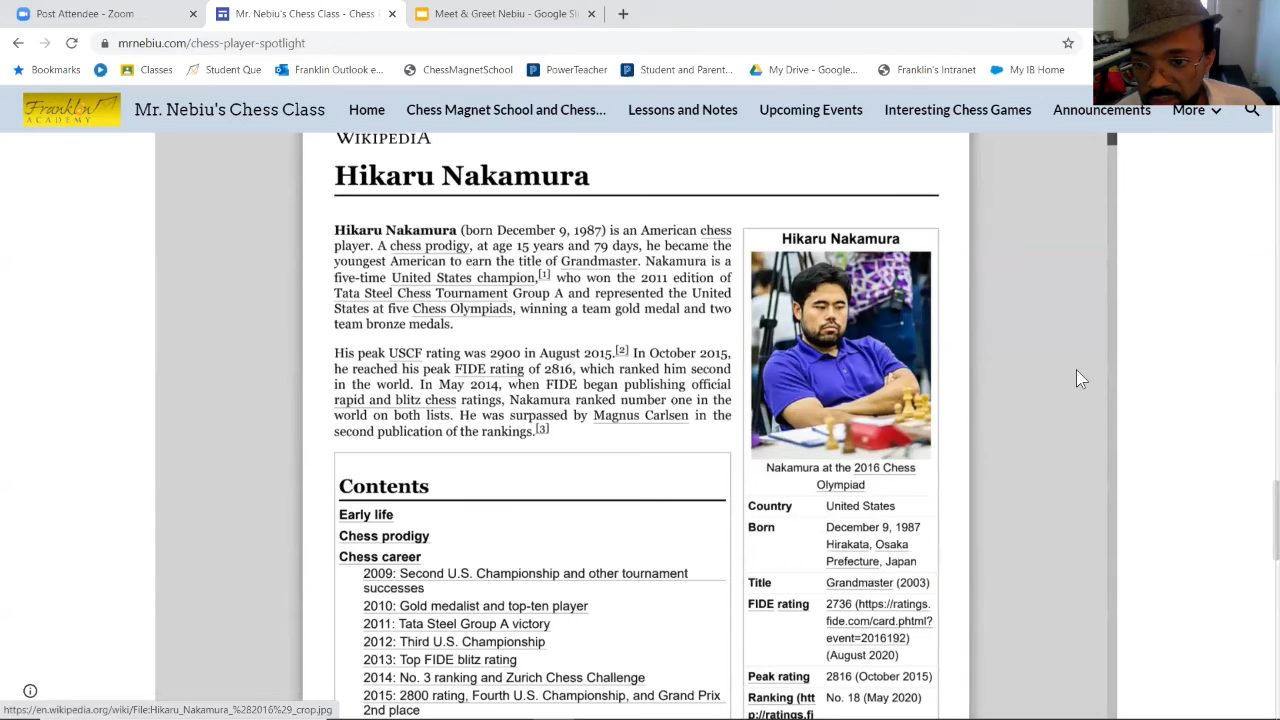 Post Attendee - Zoom
Mr. Nebiu's Chess Class - Chess
Meet & Greet Nebiu - Google Sli
mrnebiu.com/chess-player-spotlight
Bookmarks Classes Student Que Franklin Outlook e... ChessMagnetSchool PowerTeacher Student and Parent... My Drive - Google... Franklin's Intranet My IB Home
Franklin
ACADEMY
Mr. Nebiu's Chess Class Home Chess Magnet School and Chess... Lessons and Notes Upcoming Events Interesting Chess Games Announcements More
WIKIPEDIA
Hikaru Nakamura
Hikaru Nakamura (born December 9, 1987) is an American chess
player. A chess prodigy, at age 15 years and 79 days, he became the
youngest American to earn the title of Grandmaster. Nakamura is a
five-time United States champion,[1] who won the 2011 edition of
Tata Steel Chess Tournament Group A and represented the United
States at five Chess Olympiads, winning a team gold medal and two
team bronze medals.
His peak USCF rating was 2900 in August 2015.[2] In October 2015,
he reached his peak FIDE rating of 2816, which ranked him second
in the world. In May 2014, when FIDE began publishing official
rapid and blitz chess ratings, Nakamura ranked number one in the
world on both lists. He was surpassed by Magnus Carlsen in the
second publication of the rankings.[3]
Contents
Early life
Chess prodigy
Chess career
2009: Second U.S. Championship and other tournament
successes
2010: Gold medalist and top-ten player
2011: Tata Steel Group A victory
2012: Third U.S. Championship
2013: Top FIDE blitz rating
2014: No. 3 ranking and Zurich Chess Challenge
2015: 2800 rating, Fourth U.S. Championship, and Grand Prix
2nd place
Hikaru Nakamura
Nakamura at the 2016 Chess
Olympiad
Country United States
Born December 9, 1987
Hirakata, Osaka
Prefecture, Japan
Title Grandmaster (2003)
FIDE rating 2736 (https://ratings.
fide.com/card.phtml?
event=2016192)
(August 2020)
Peak rating 2816 (October 2015)
Ranking (htt No. 18 (May 2020)
p://ratings.fi
https://en.wikipedia.org/wiki/File:Hikaru_Nakamura_%282016%29_crop.jpg